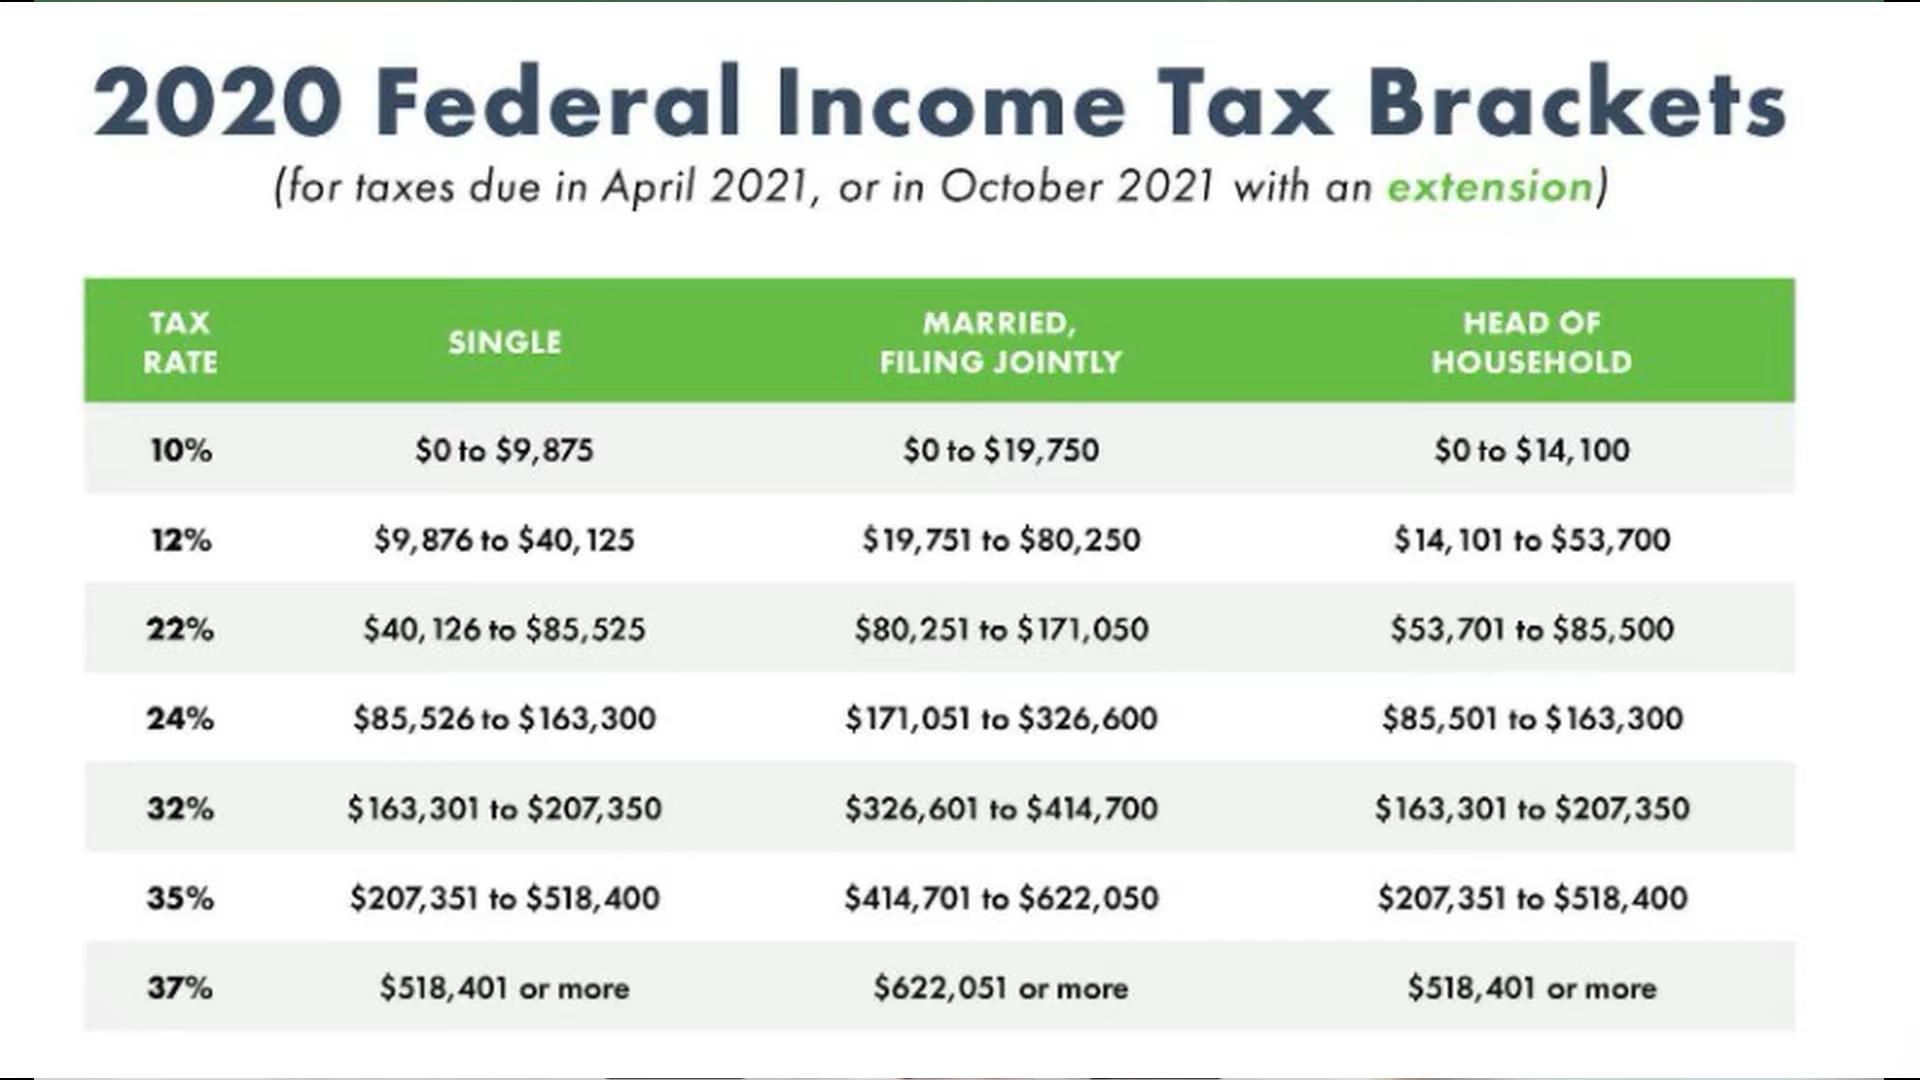 2020 Federal Income Tax Brackets
(for taxes due in April 2021, or in October 2021 with an extension)
TAX RATE SINGLE MARRIED, FILING JOINTLY HEAD OF HOUSEHOLD
10% $0 to $9,875 $0 to $19,750 $0 to $14,100
12% $9,876 to $40,125 $19,751 to $80,250 $14,101 to $53,700
22% $40,126 to $85,525 $80,251 to $171,050 $53,701 to $85,500
24% $85,526 to $163,300 $171,051 to $326,600 $85,501 to $163,300
32% $163,301 to $207,350 $326,601 to $414,700 $163,301 to $207,350
35% $207,351 to $518,400 $414,701 to $622,050 $207,351 to $518,400
37% $518,401 or more $622,051 or more $518,401 or more